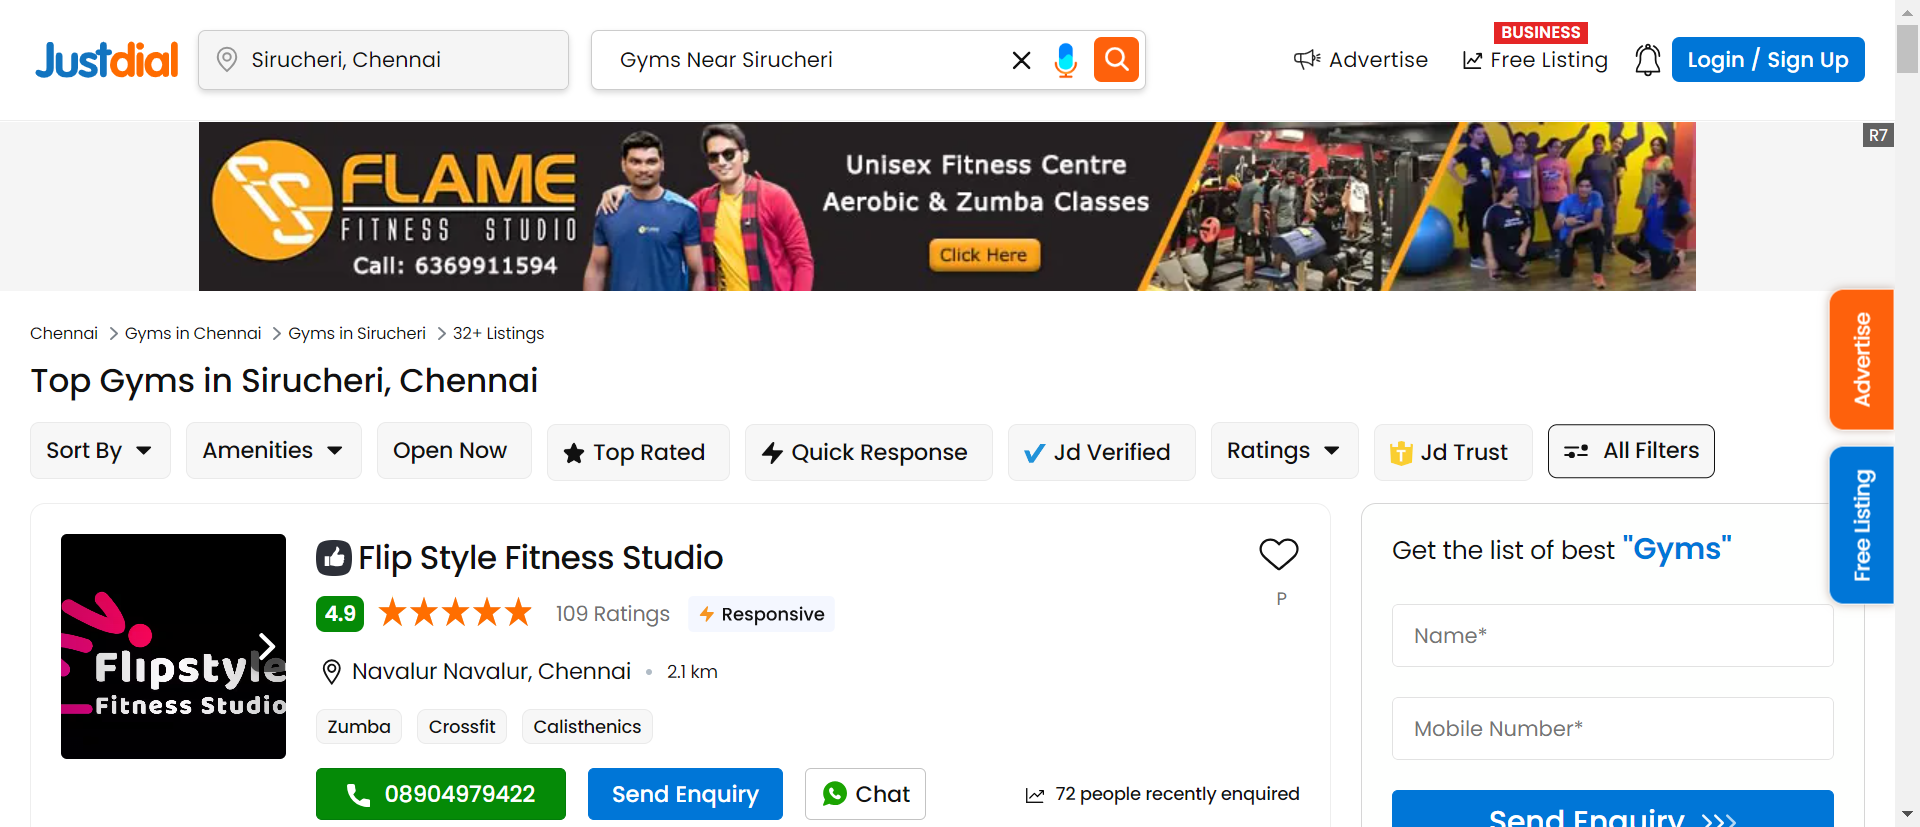 Justdial
Sirucheri, Chennai
Gyms Near Sirucheri
Advertise
BUSINESS
Free Listing
Login / Sign Up
FLAME
FITNESS STUDIO
Call: 6369911594
Unisex Fitness Centre
Aerobic & Zumba Classes
Click Here
R7
Chennai > Gyms in Chennai > Gyms in Sirucheri > 32+ Listings
Top Gyms in Sirucheri, Chennai
Sort By
Amenities
Open Now
Top Rated
Quick Response
Jd Verified
Ratings
Jd Trust
All Filters
Advertise
Free Listing
Flipstyle
Fitness Studio
Flip Style Fitness Studio
4.9
109 Ratings
Responsive
P
Navalur Navalur, Chennai • 2.1 km
Zumba
Crossfit
Calisthenics
08904979422
Send Enquiry
Chat
72 people recently enquired
Get the list of best "Gyms"
Name*
Mobile Number*
Send Enquiry >>>